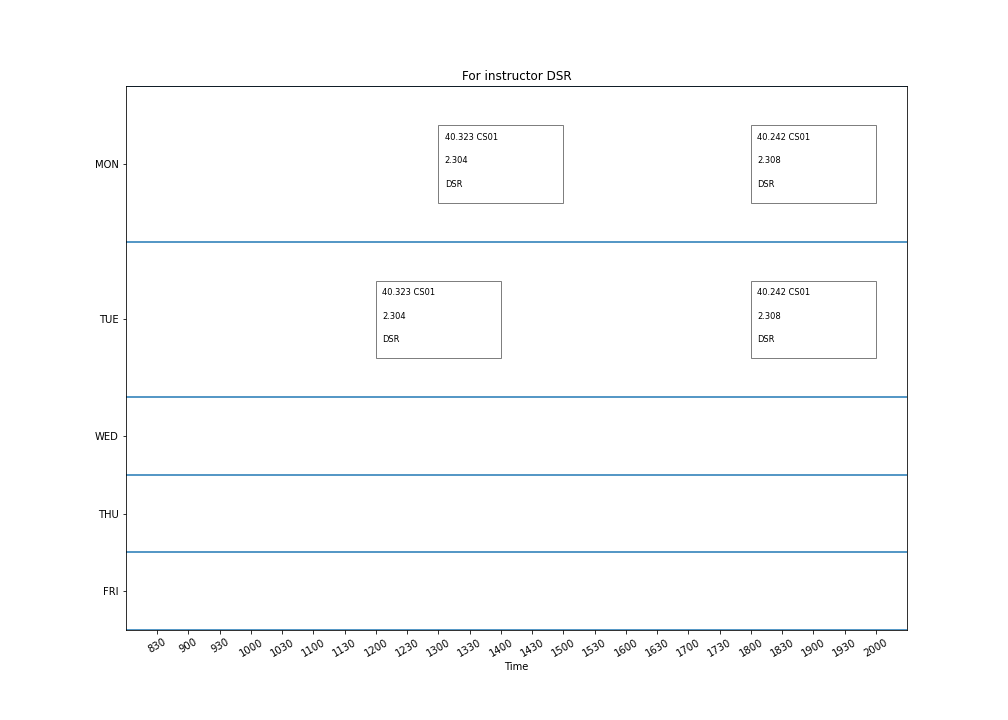 For instructor DSR
MON
40.323 CS01
2.304
DSR
40.242 CS01
2.308
DSR
TUE
40.323 CS01
2.304
DSR
40.242 CS01
2.308
DSR
WED
THU
FRI
830 900 930 1000 1030 1100 1130 1200 1230 1300 1330 1400 1430 1500 1530 1600 1630 1700 1730 1800 1830 1900 1930 2000
Time